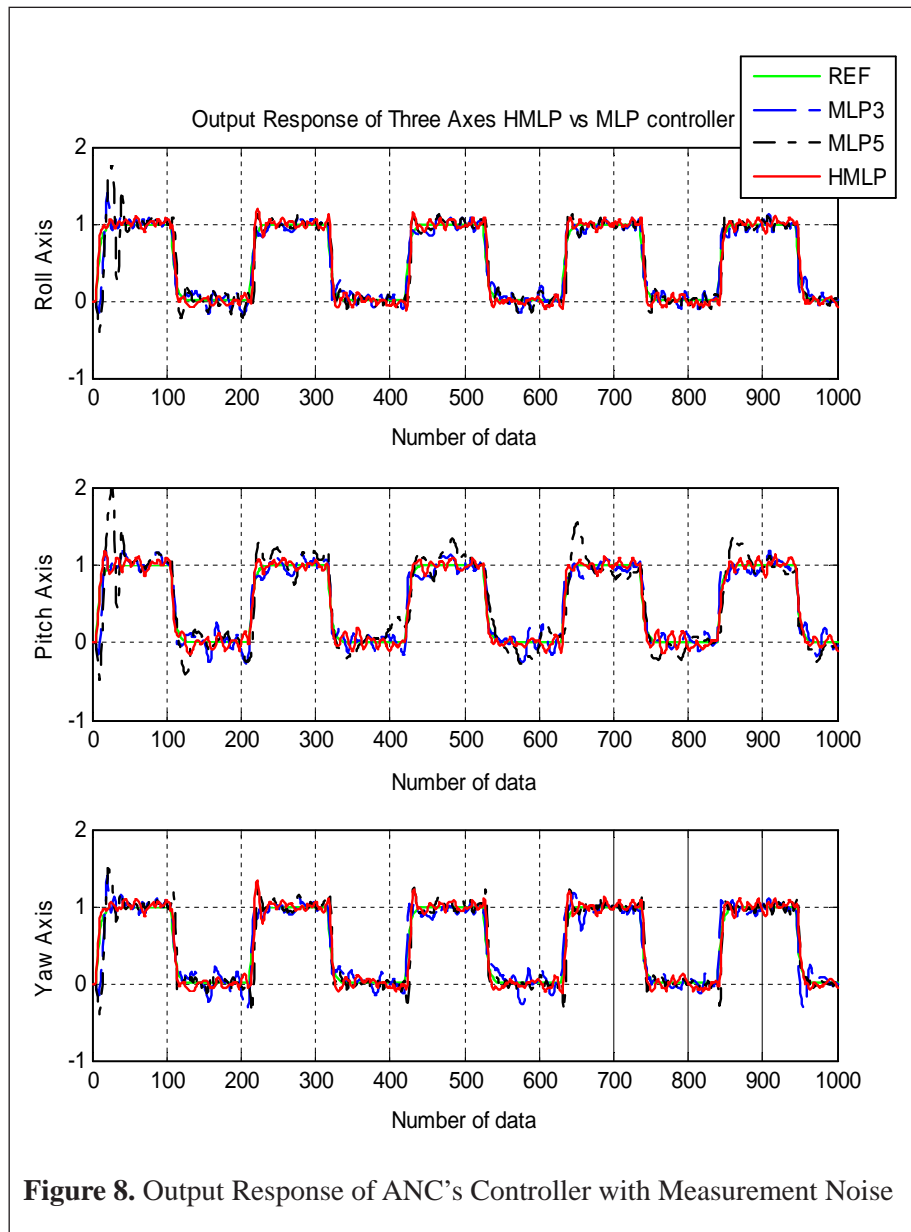 REF
MLP3
MLP5
HMLP
Output Response of Three Axes HMLP vs MLP controller
2
1
0
-1
Roll Axis
0 100 200 300 400 500 600 700 800 900 1000
Number of data
2
1
0
-1
Pitch Axis
0 100 200 300 400 500 600 700 800 900 1000
Number of data
2
1
0
-1
Yaw Axis
0 100 200 300 400 500 600 700 800 900 1000
Number of data
Figure 8. Output Response of ANC’s Controller with Measurement Noise